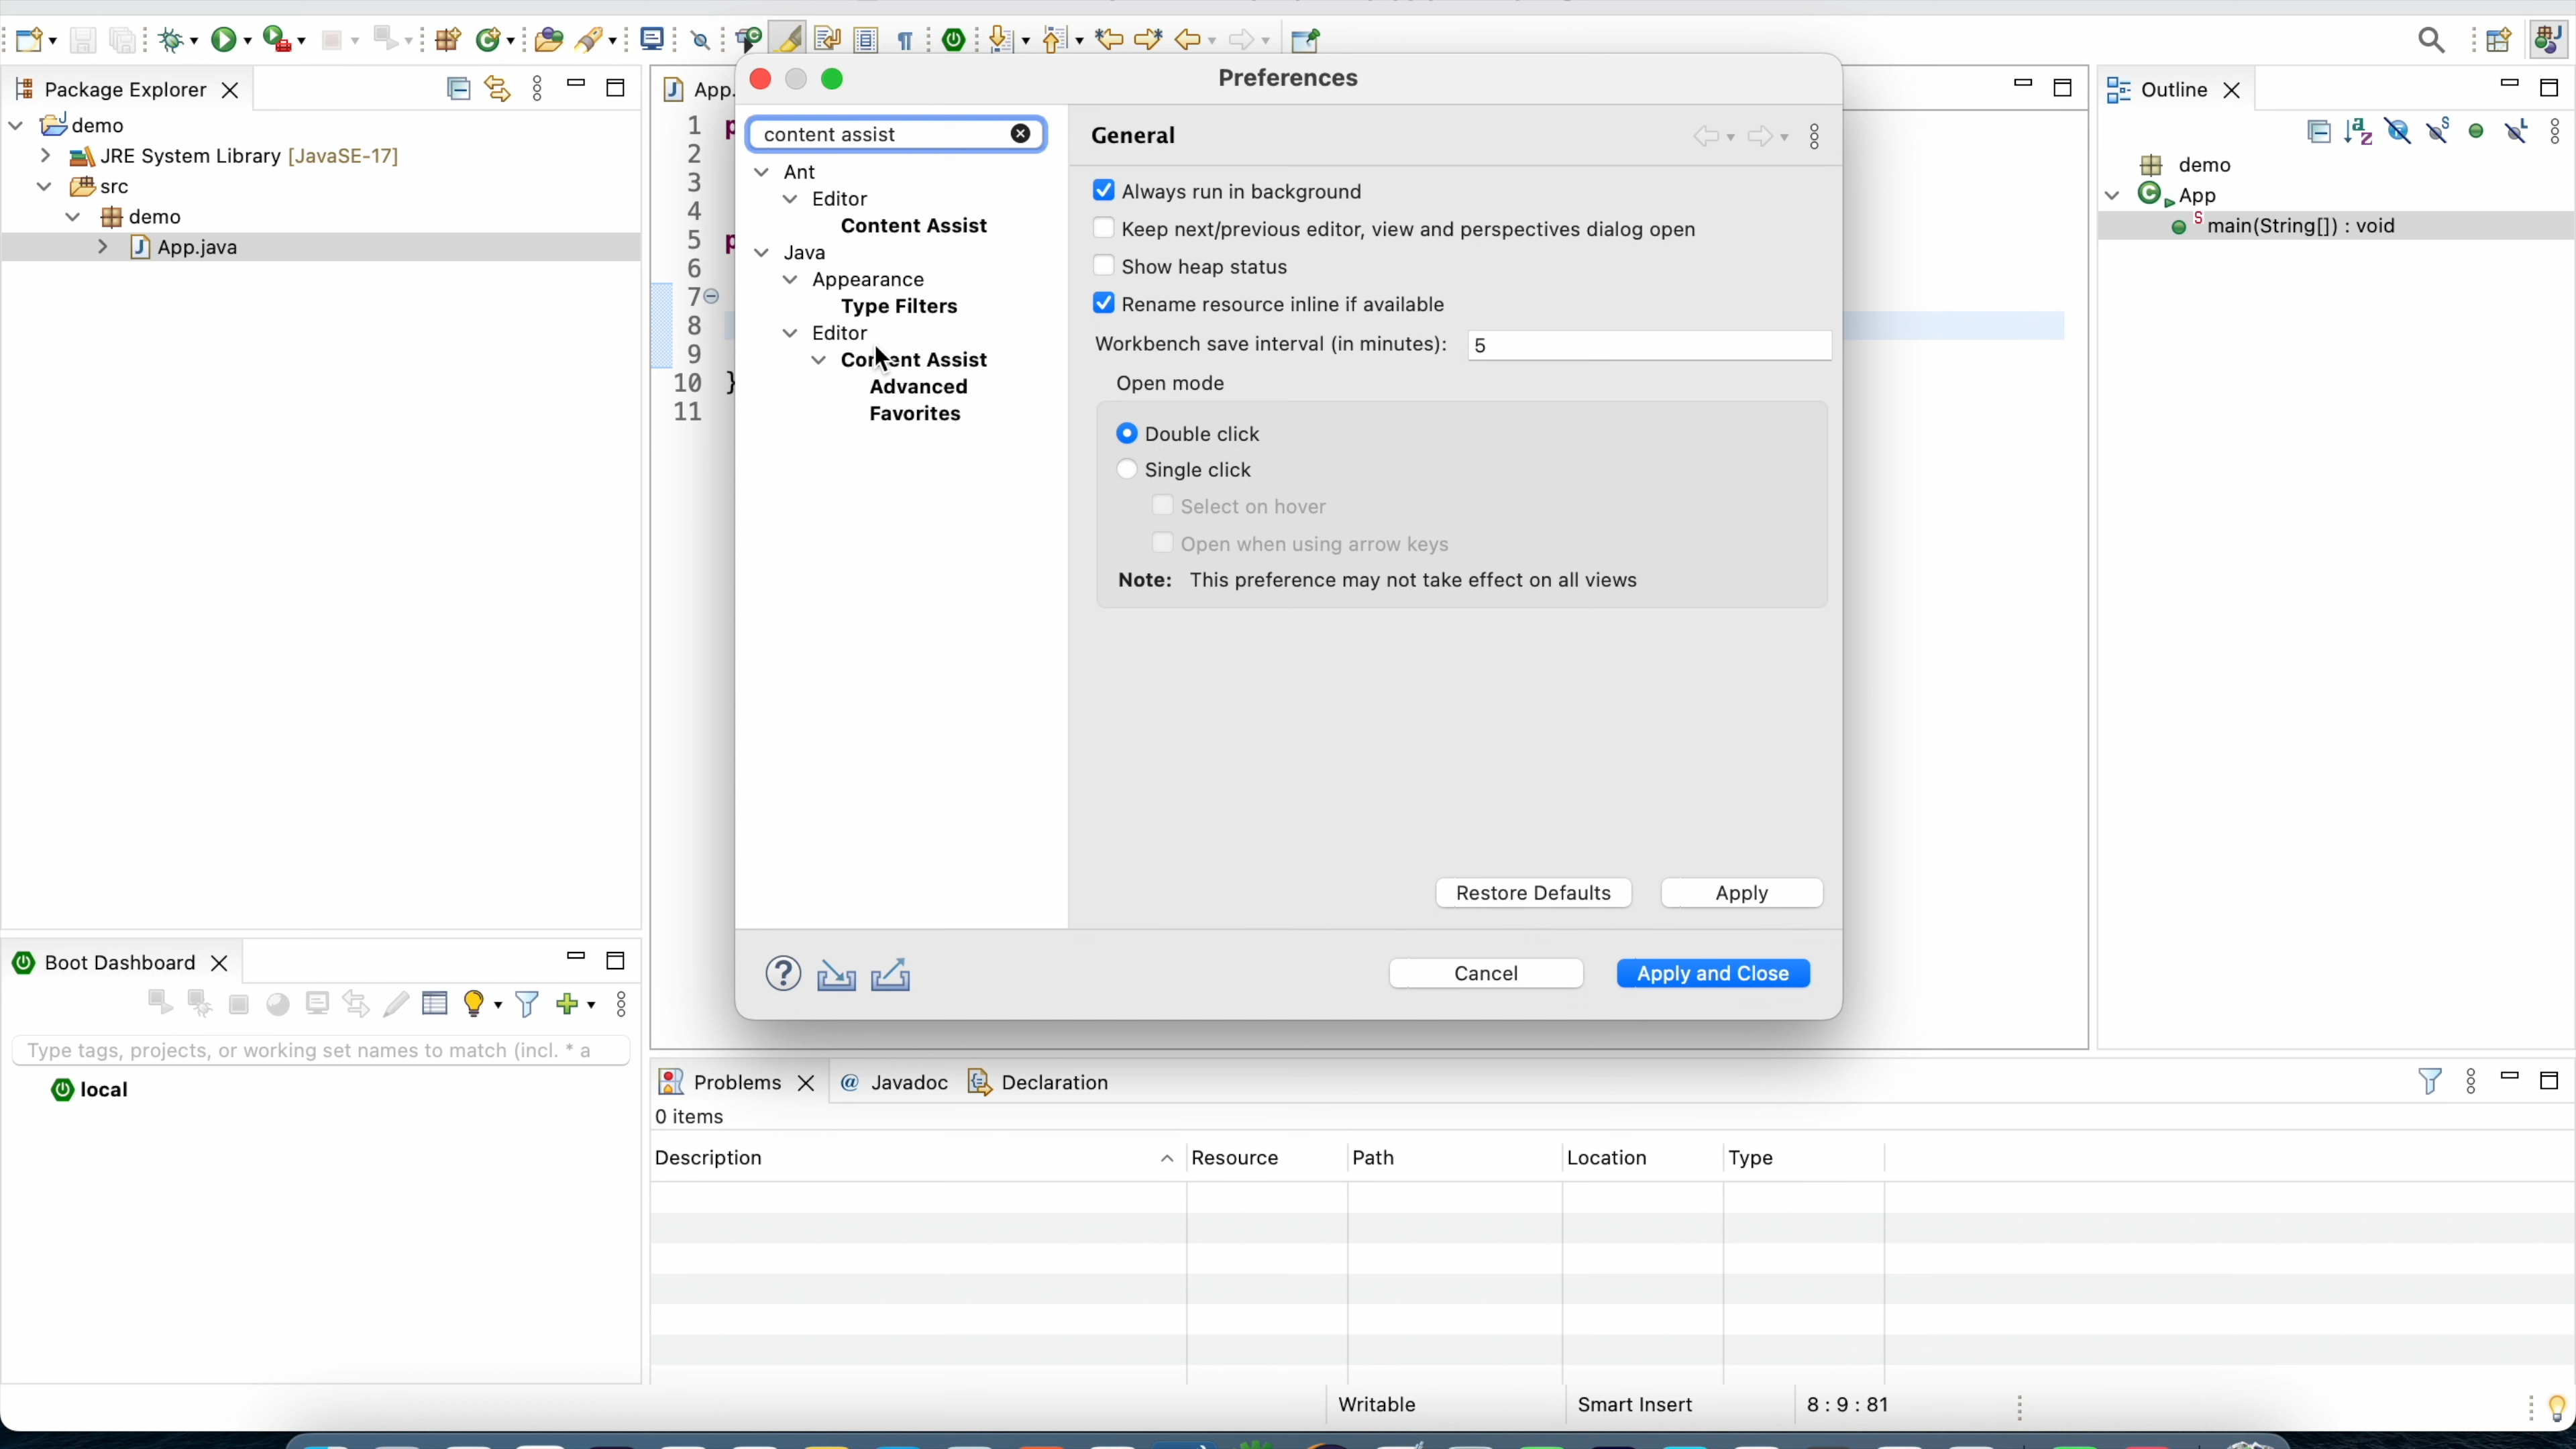 Package Explorer
demo
JRE System Library [JavaSE-17]
src
demo
App.java
App.
1
2
3
4
5
6
7
8
9
10 }
11
Preferences
content assist
Ant
Editor
Content Assist
Java
Appearance
Type Filters
Editor
Content Assist
Advanced
Favorites
General
Always run in background
Keep next/previous editor, view and perspectives dialog open
Show heap status
Rename resource inline if available
Workbench save interval (in minutes): 5
Open mode
Double click
Single click
Select on hover
Open when using arrow keys
Note: This preference may not take effect on all views
Restore Defaults Apply
Cancel Apply and Close
Outline
demo
App
main(String[]) : void
Boot Dashboard
Type tags, projects, or working set names to match (incl. * a
local
Problems @ Javadoc Declaration
0 items
Description Resource Path Location Type
Writable Smart Insert 8 : 9 : 81